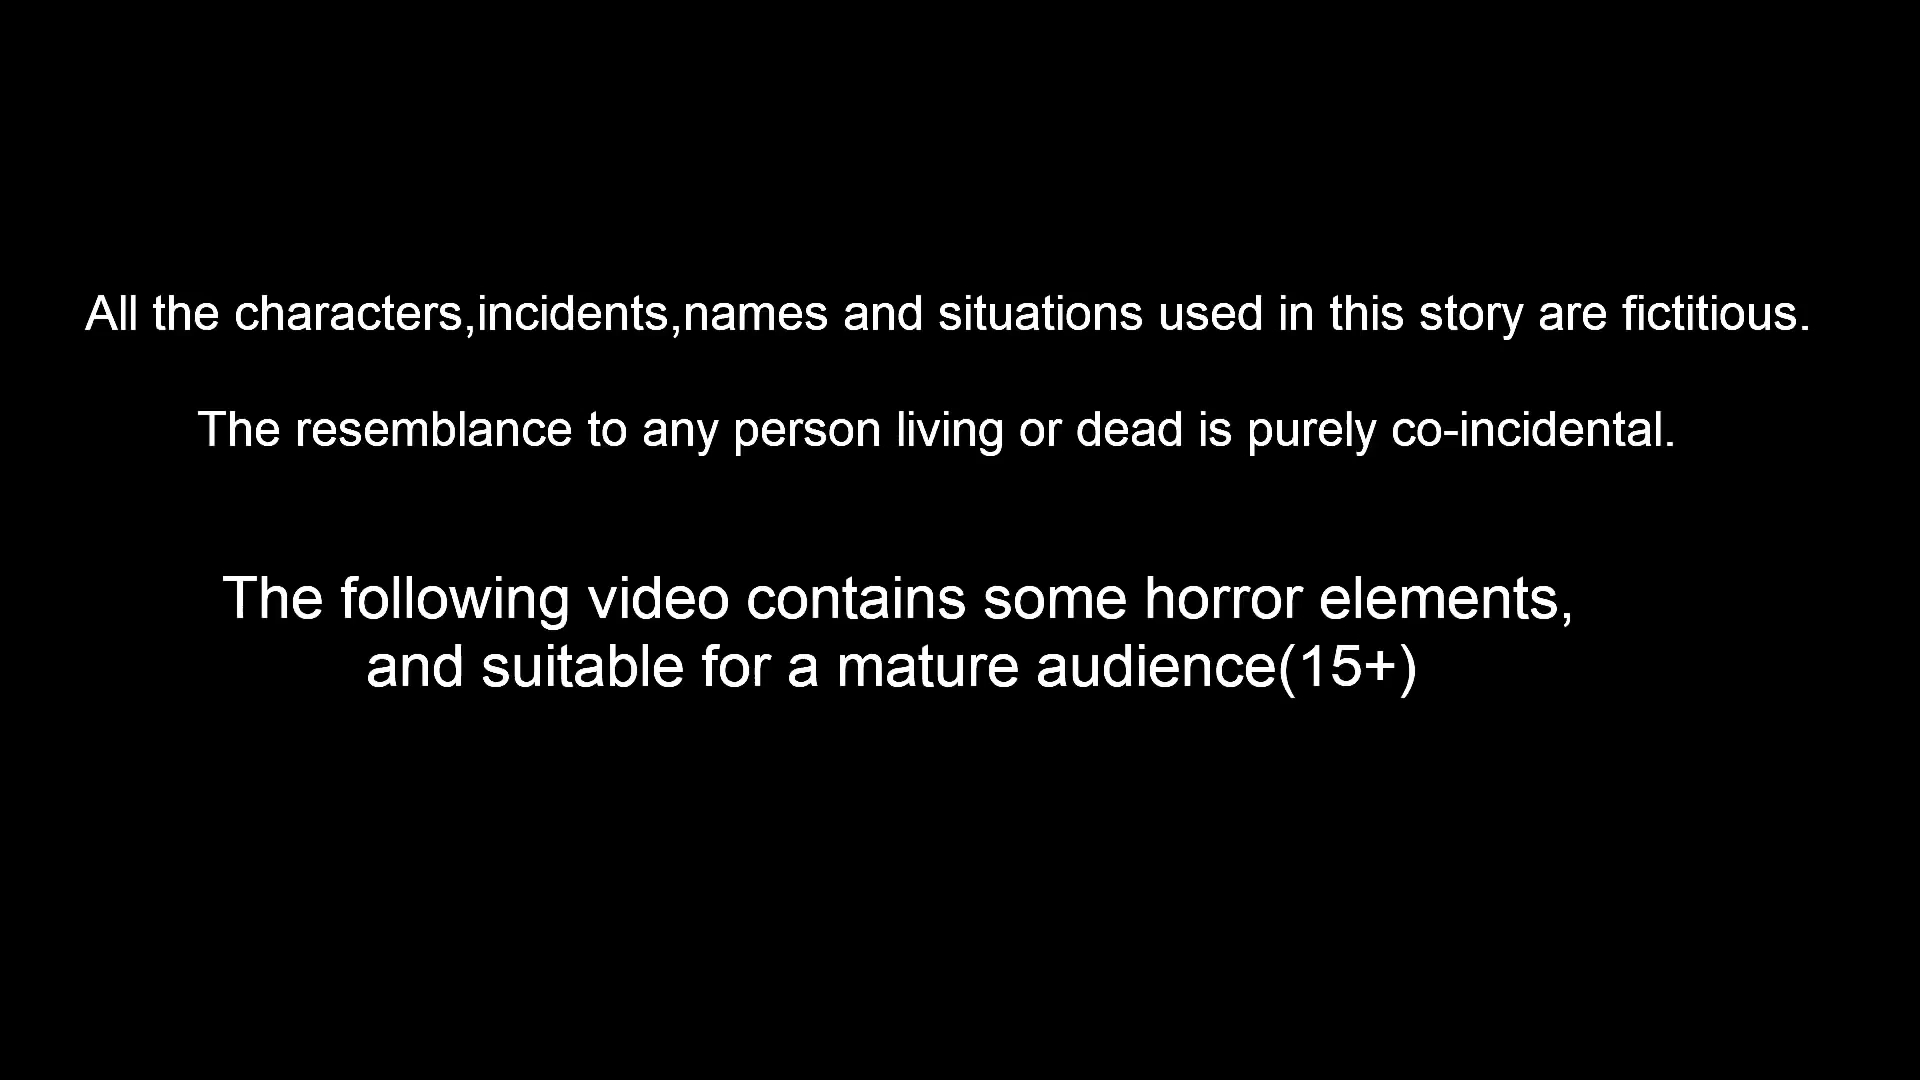 All the characters,incidents,names and situations used in this story are fictitious.
The resemblance to any person living or dead is purely co-incidental.
The following video contains some horror elements,
and suitable for a mature audience(15+)